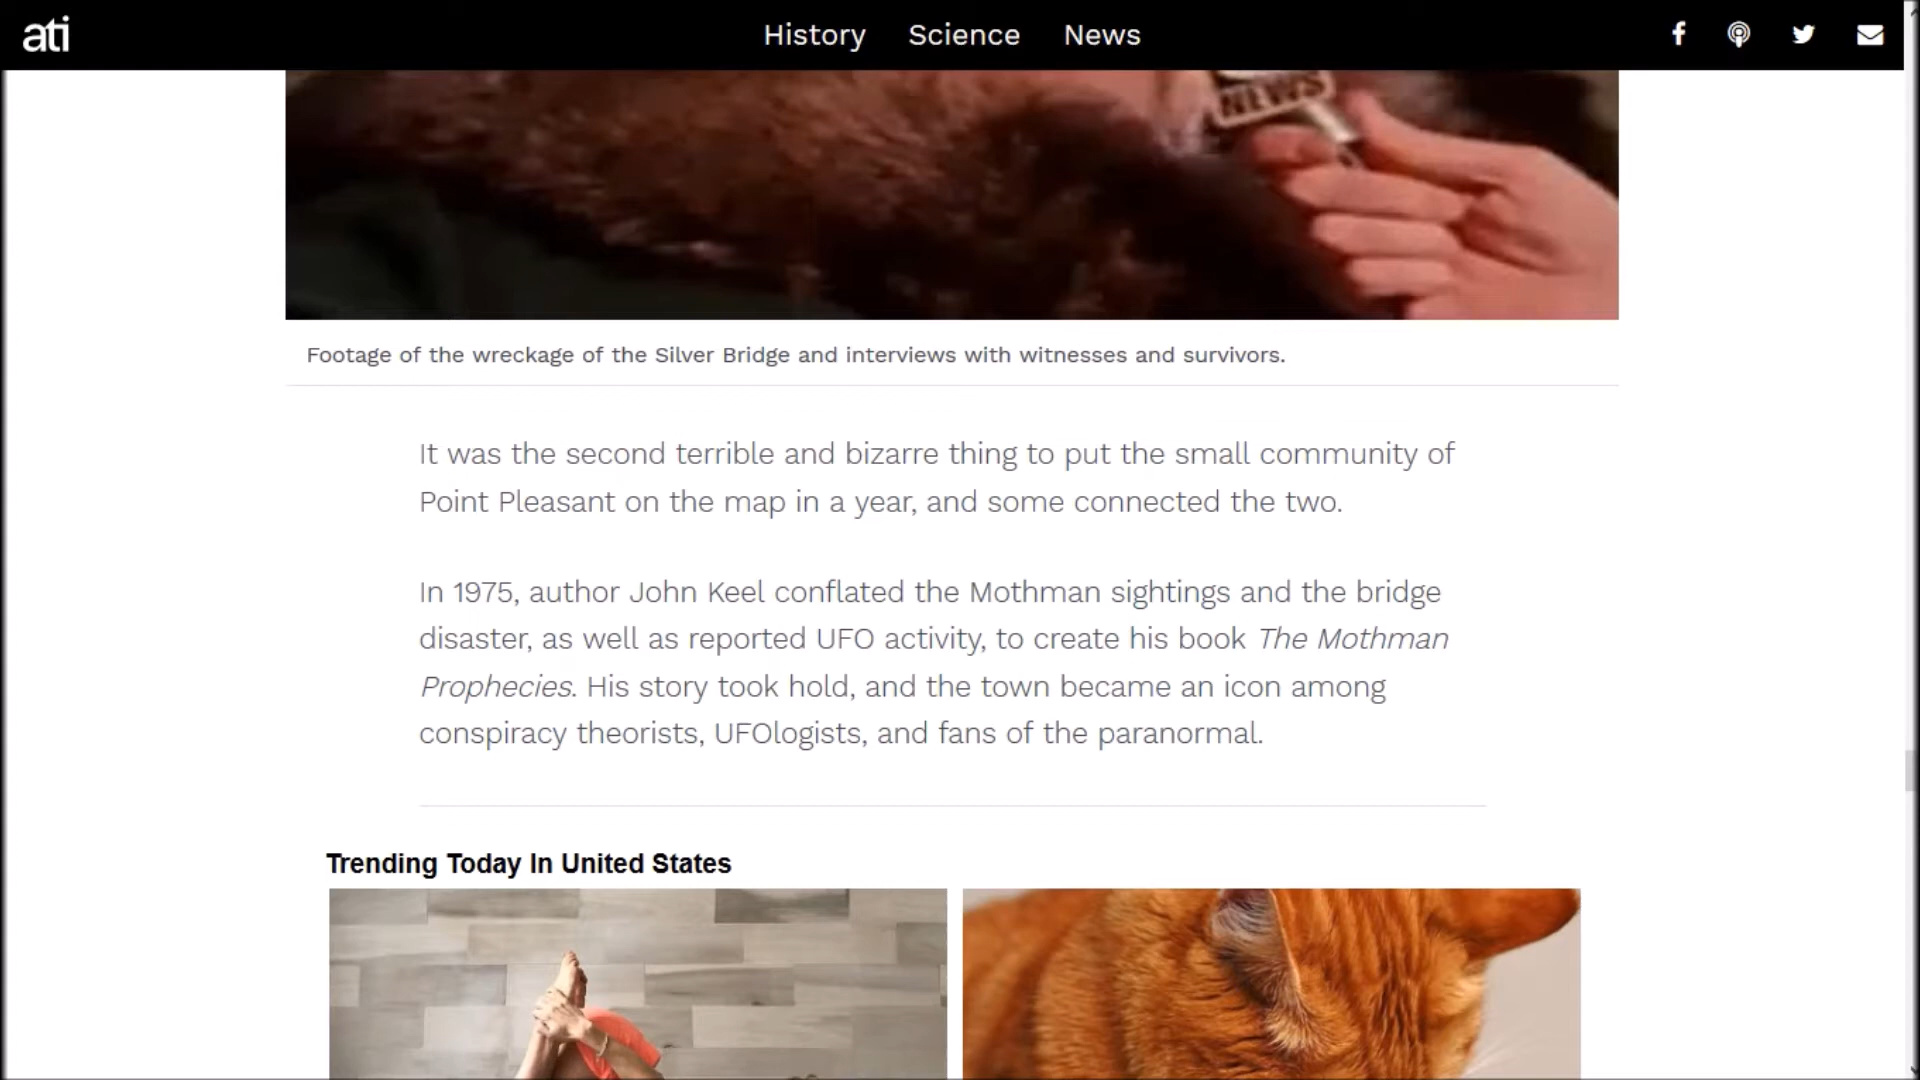 ati
History Science News
NEWS
Footage of the wreckage of the Silver Bridge and interviews with witnesses and survivors.
It was the second terrible and bizarre thing to put the small community of
Point Pleasant on the map in a year, and some connected the two.
In 1975, author John Keel conflated the Mothman sightings and the bridge
disaster, as well as reported UFO activity, to create his book The Mothman
Prophecies. His story took hold, and the town became an icon among
conspiracy theorists, UFOlogists, and fans of the paranormal.
Trending Today In United States